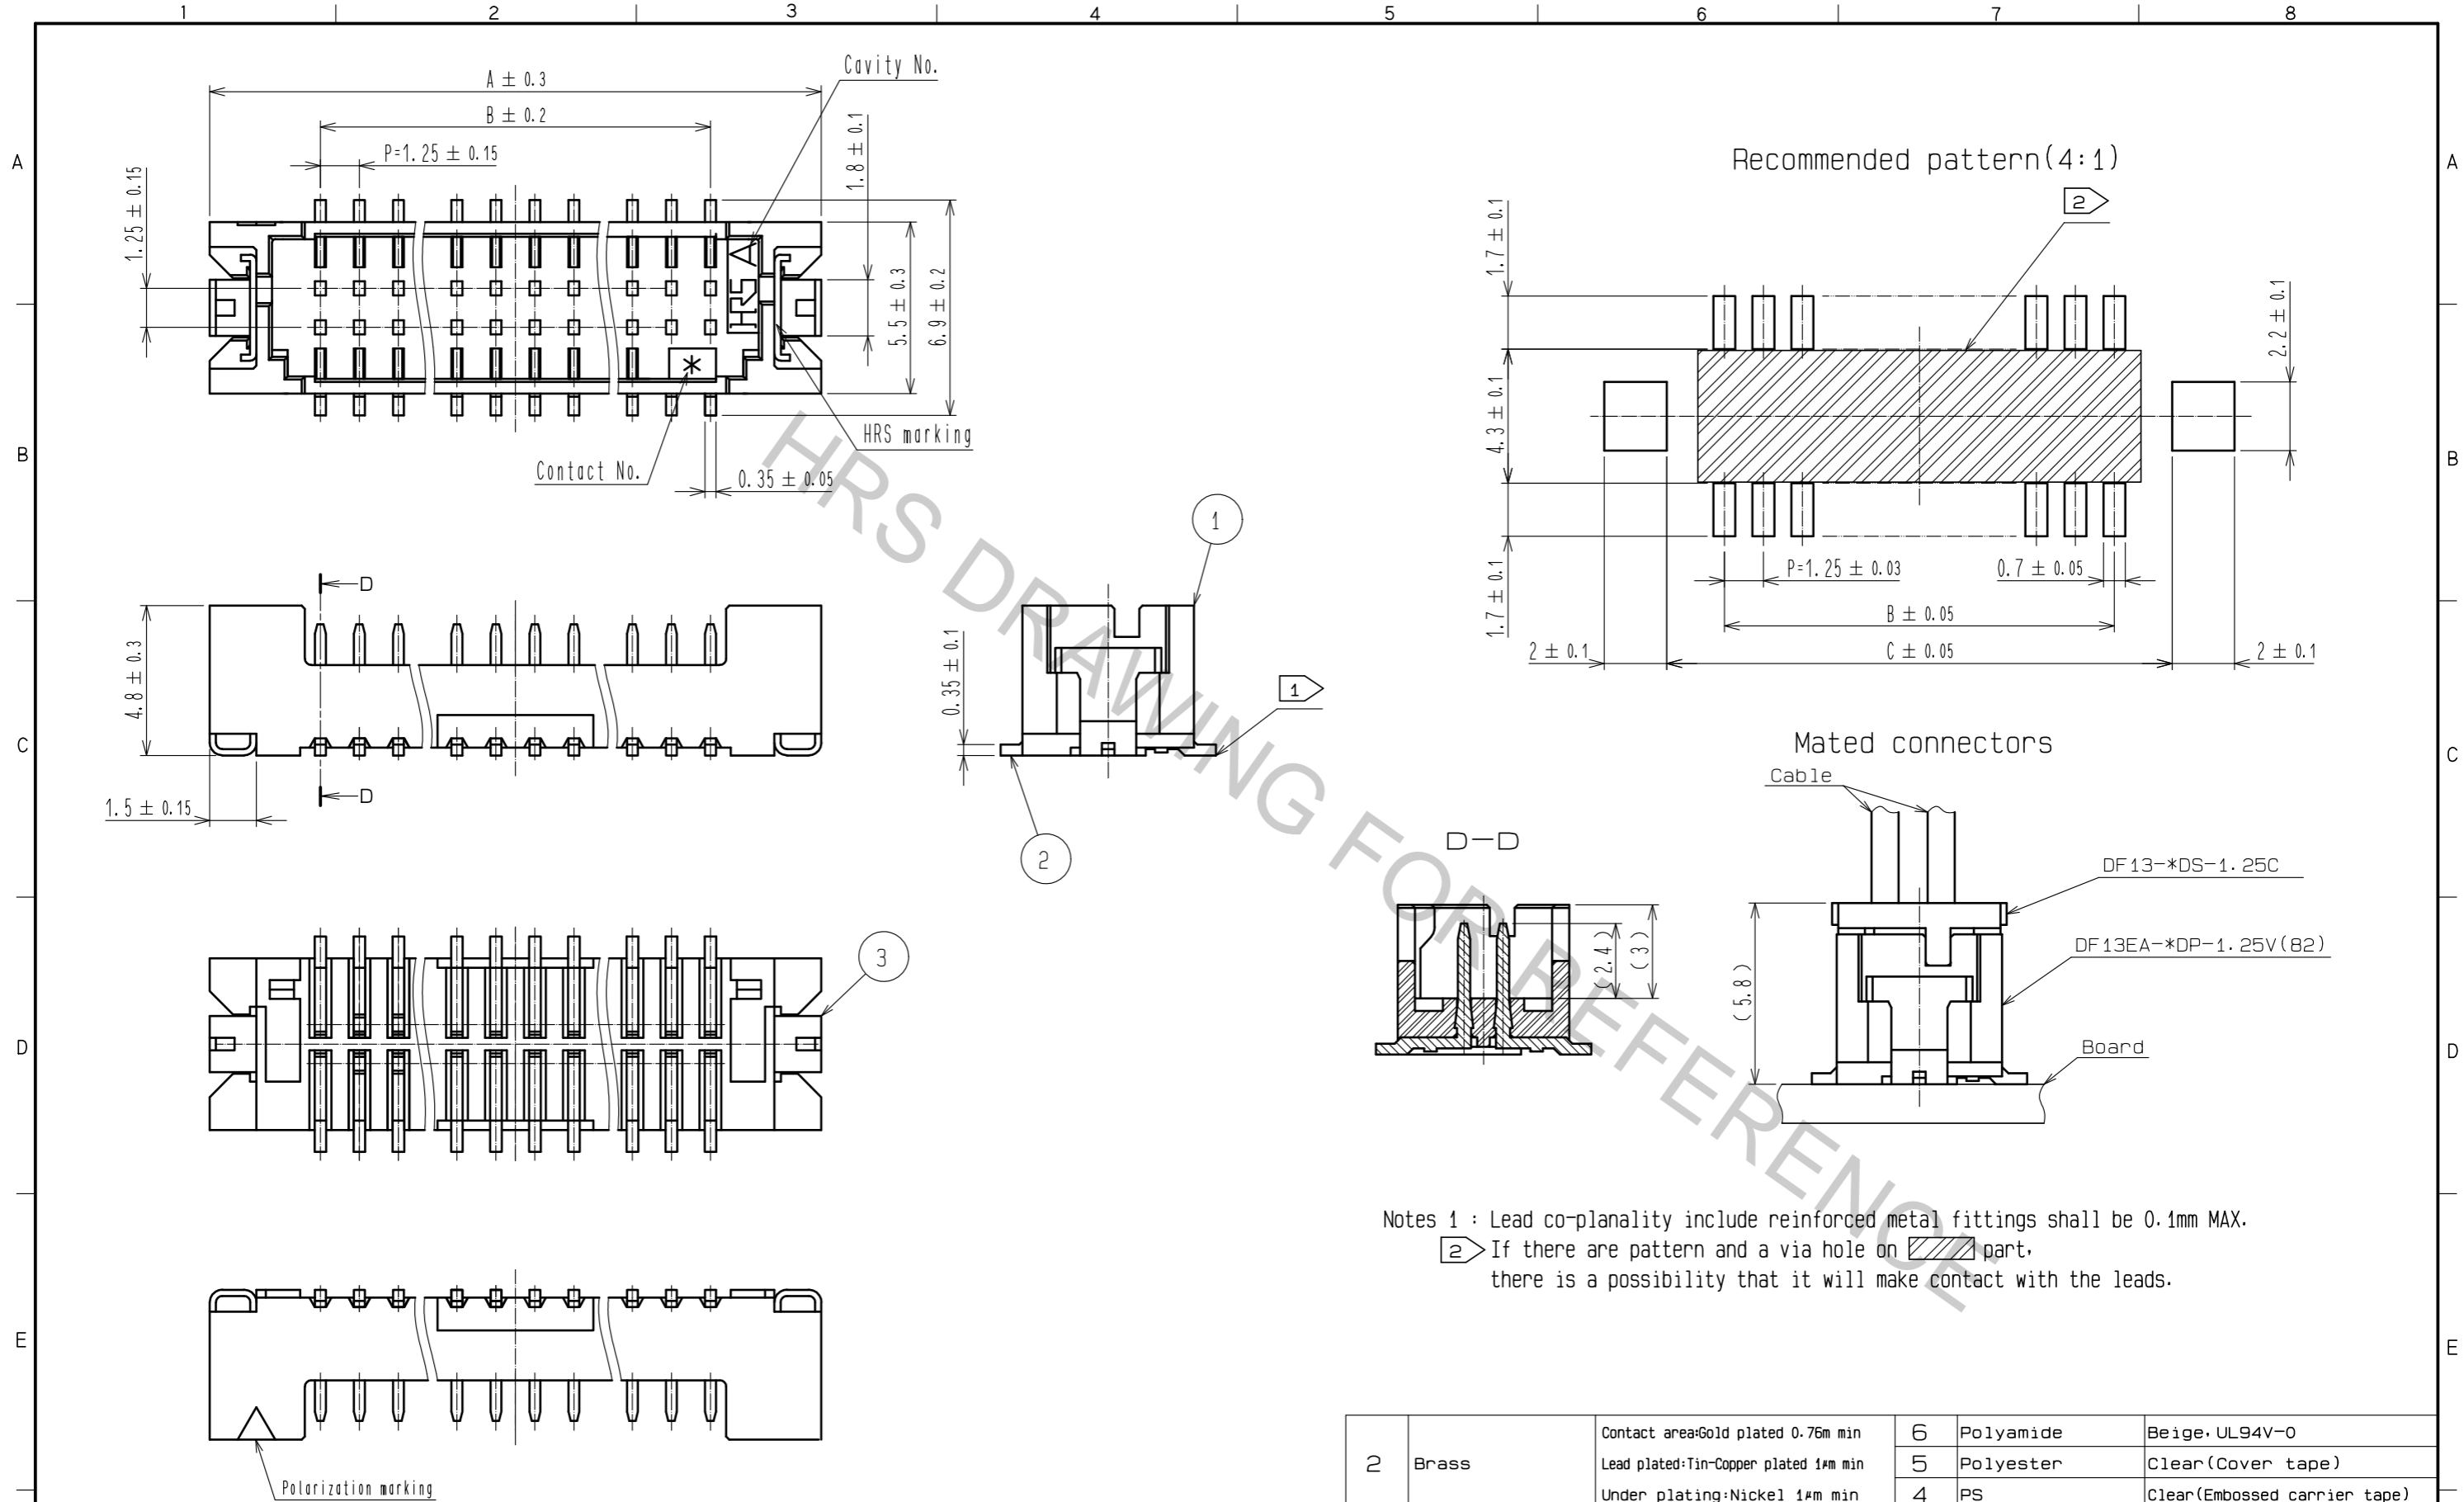 1 2 3 4 5 6 7 8
A A
B B
C C
D D
E E
A ± 0.3
B ± 0.2
P=1.25 ± 0.15
1.25 ± 0.15
Cavity No.
1.8 ± 0.1
5.5 ± 0.3
6.9 ± 0.2
HRS A
*
HRS marking
Contact No.
0.35 ± 0.05
Recommended pattern(4:1)
2
1.7 ± 0.1
4.3 ± 0.1
1.7 ± 0.1
2.2 ± 0.1
P=1.25 ± 0.03
0.7 ± 0.05
B ± 0.05
2 ± 0.1
C ± 0.05
2 ± 0.1
D
D
4.8 ± 0.3
1.5 ± 0.15
0.35 ± 0.1
1
1
2
Mated connectors
Cable
DF13-*DS-1.25C
DF13EA-*DP-1.25V(82)
Board
(5.8)
D-D
(2.4)
(3)
3
HRS DRAWING FOR REFERENCE
Notes 1 : Lead co-planality include reinforced metal fittings shall be 0.1mm MAX.
2 If there are pattern and a via hole on part,
there is a possibility that it will make contact with the leads.
Polarization marking
2 Brass
Contact area:Gold plated 0.76m min
Lead plated:Tin-Copper plated 1μm min
Under plating:Nickel 1μm min
6 Polyamide Beige, UL94V-0
5 Polyester Clear(Cover tape)
4 PS Clear(Embossed carrier tape)